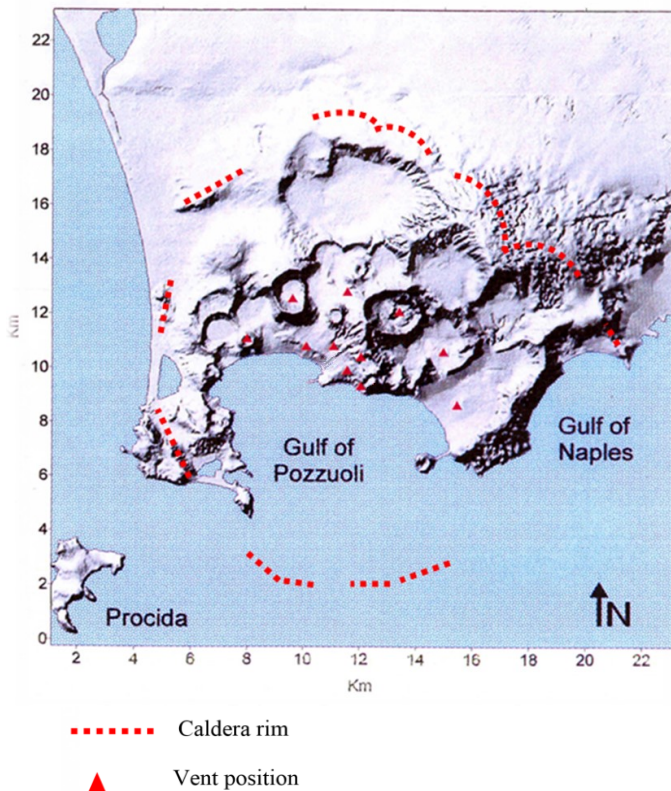 22
20
18
16
14
12
Km
10
8
6
4
2
0
Gulf of
Pozzuoli
Gulf of
Naples
Procida
N
2 4 6 8 10 12 14 16 18 20 22
Km
Caldera rim
Vent position